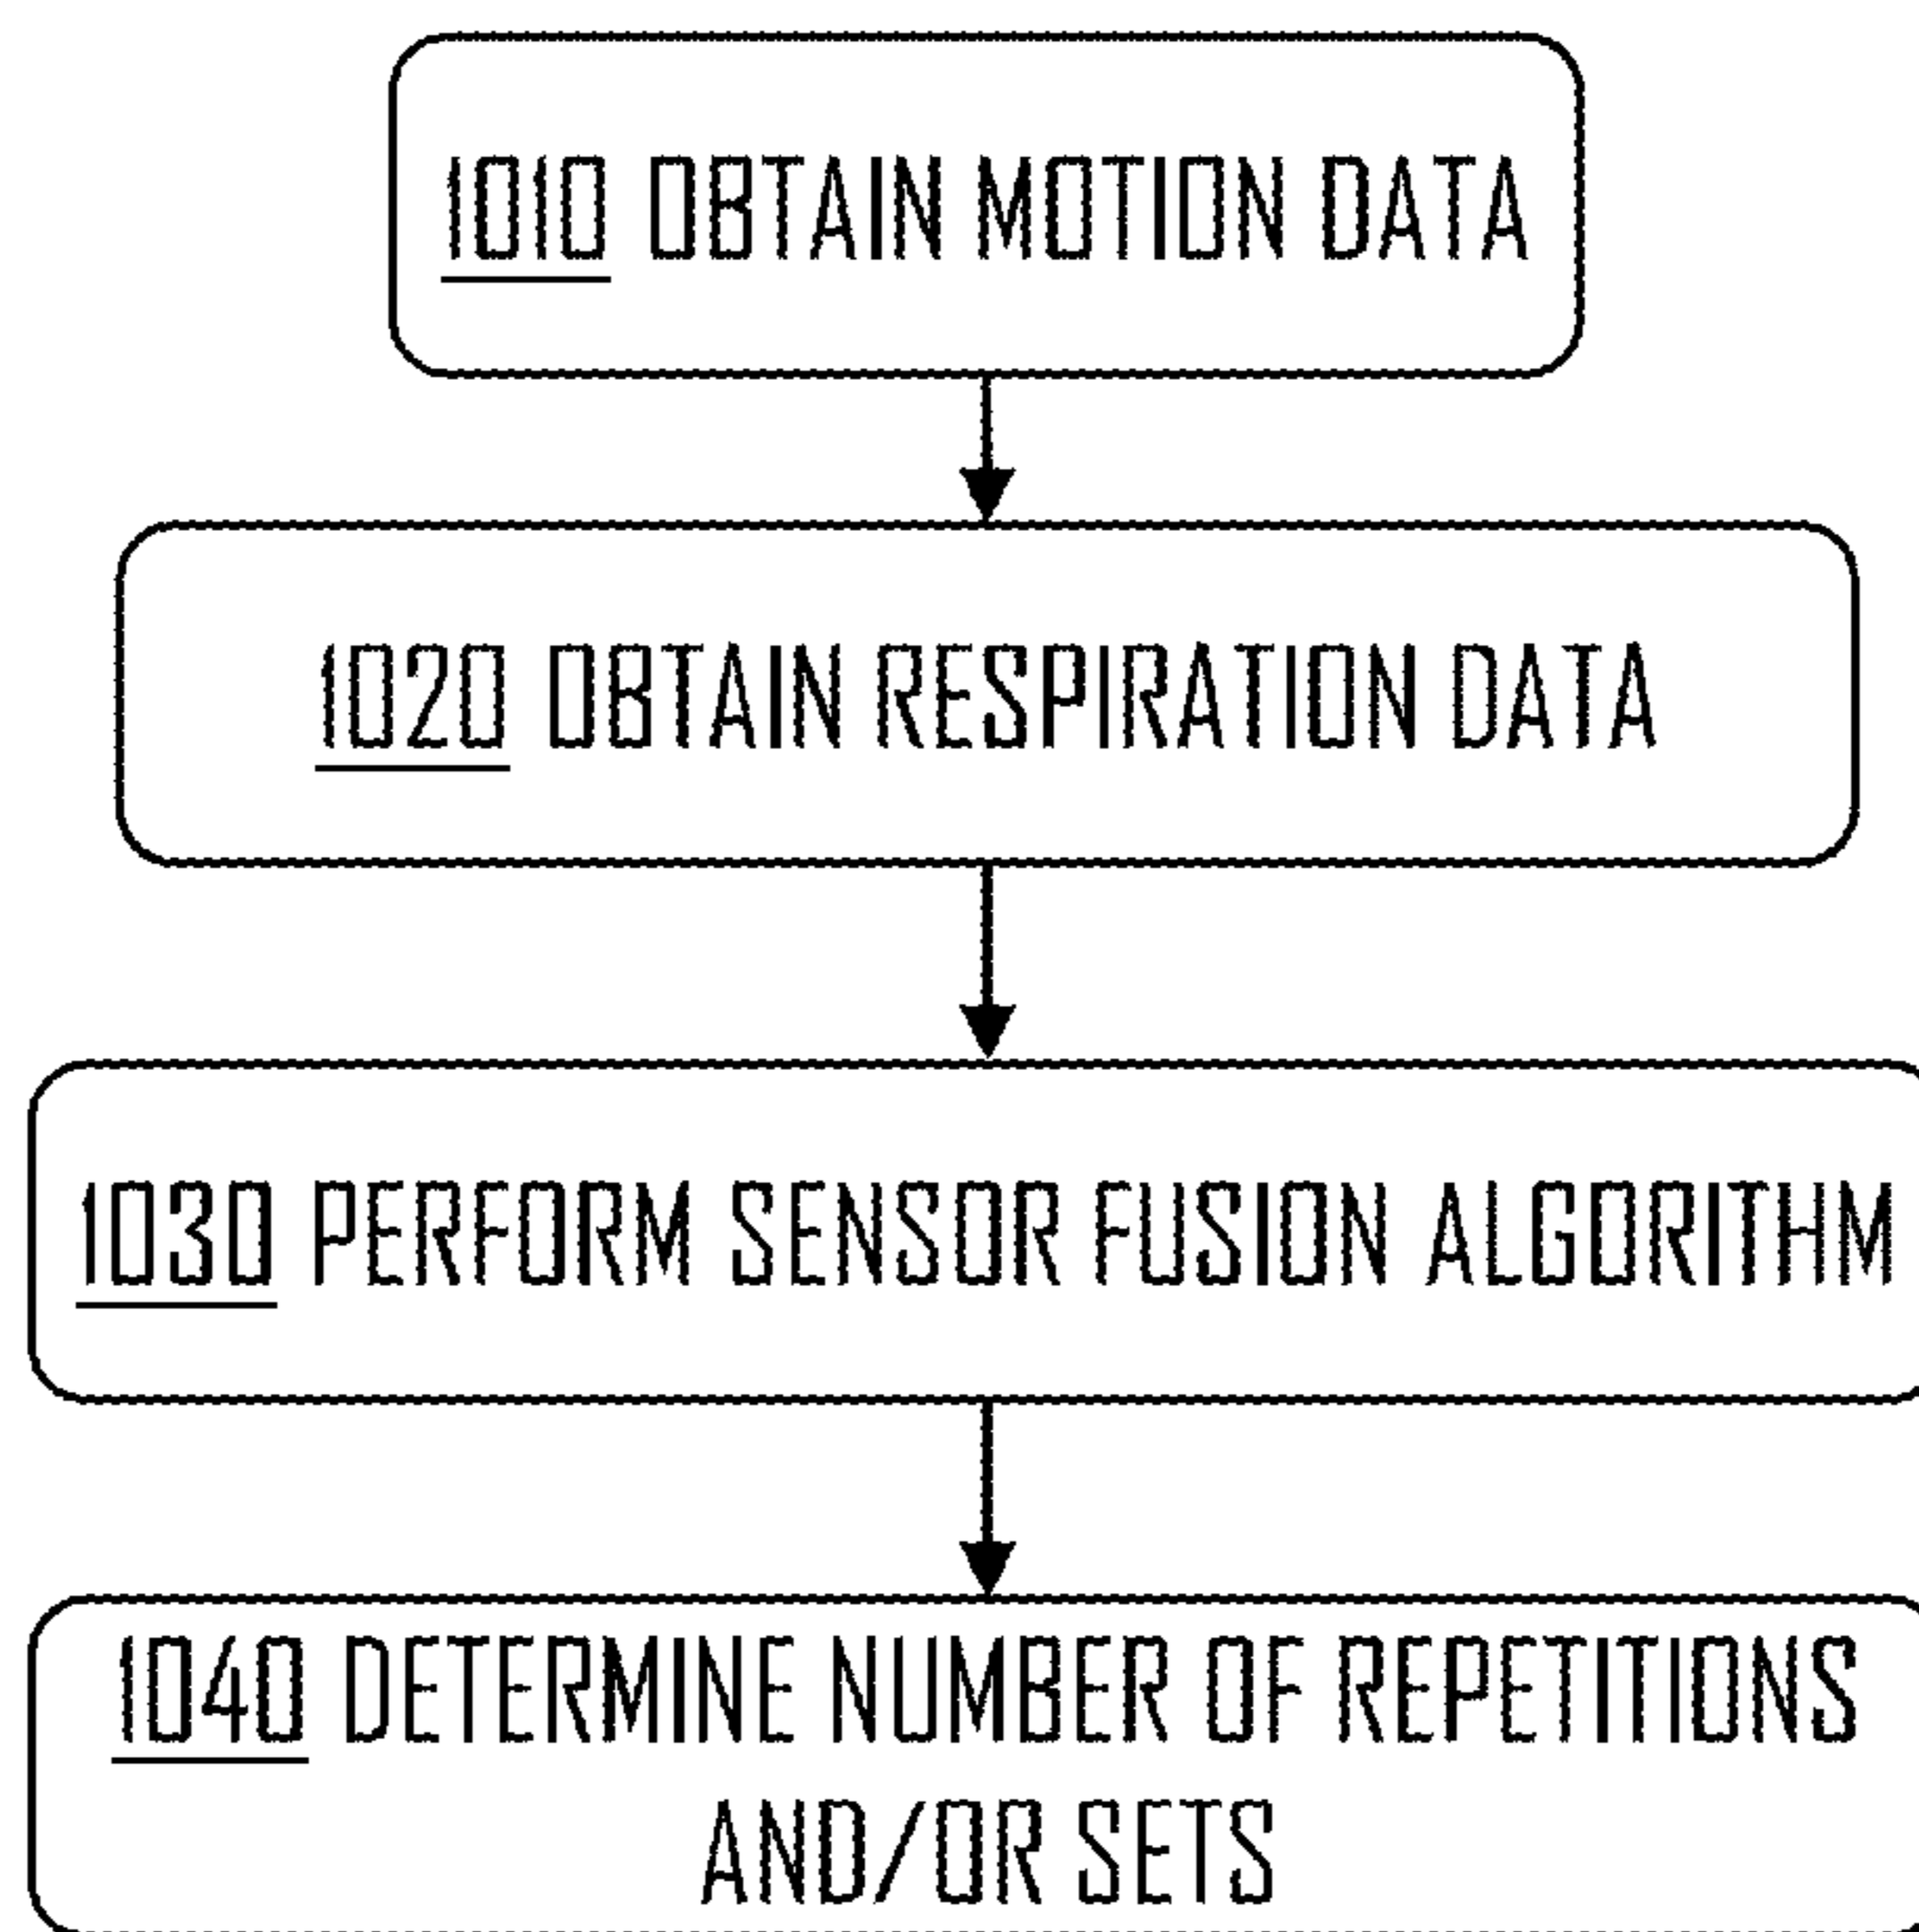 1010 OBTAIN MOTION DATA
1020 OBTAIN RESPIRATION DATA
1030 PERFORM SENSOR FUSION ALGORITHM
1040 DETERMINE NUMBER OF REPETITIONS
AND/OR SETS